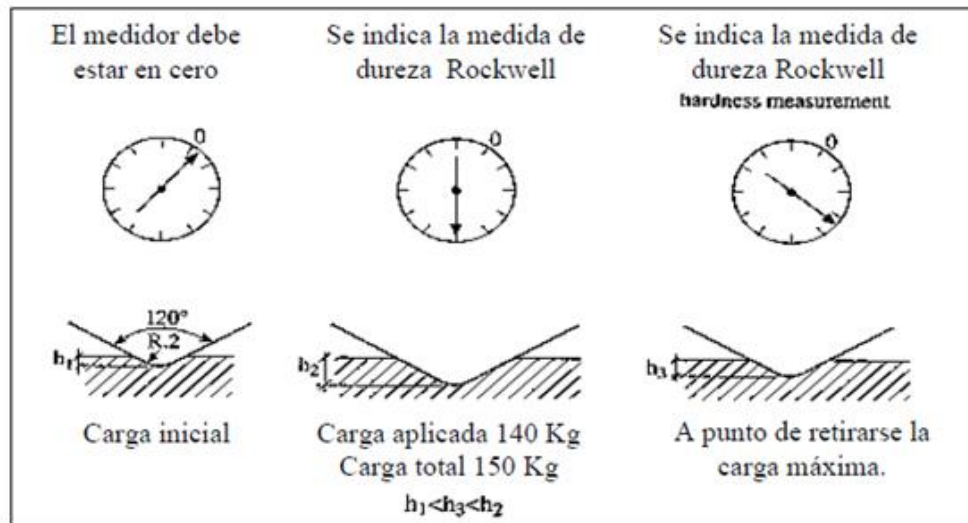 El medidor debe
estar en cero
Se indica la medida de
dureza Rockwell
Se indica la medida de
dureza Rockwell
hardness measurement
0
0
0
120°
R.2
h1
h2
h3
Carga inicial
Carga aplicada 140 Kg
Carga total 150 Kg
h1<h3<h2
A punto de retirarse la
carga máxima.